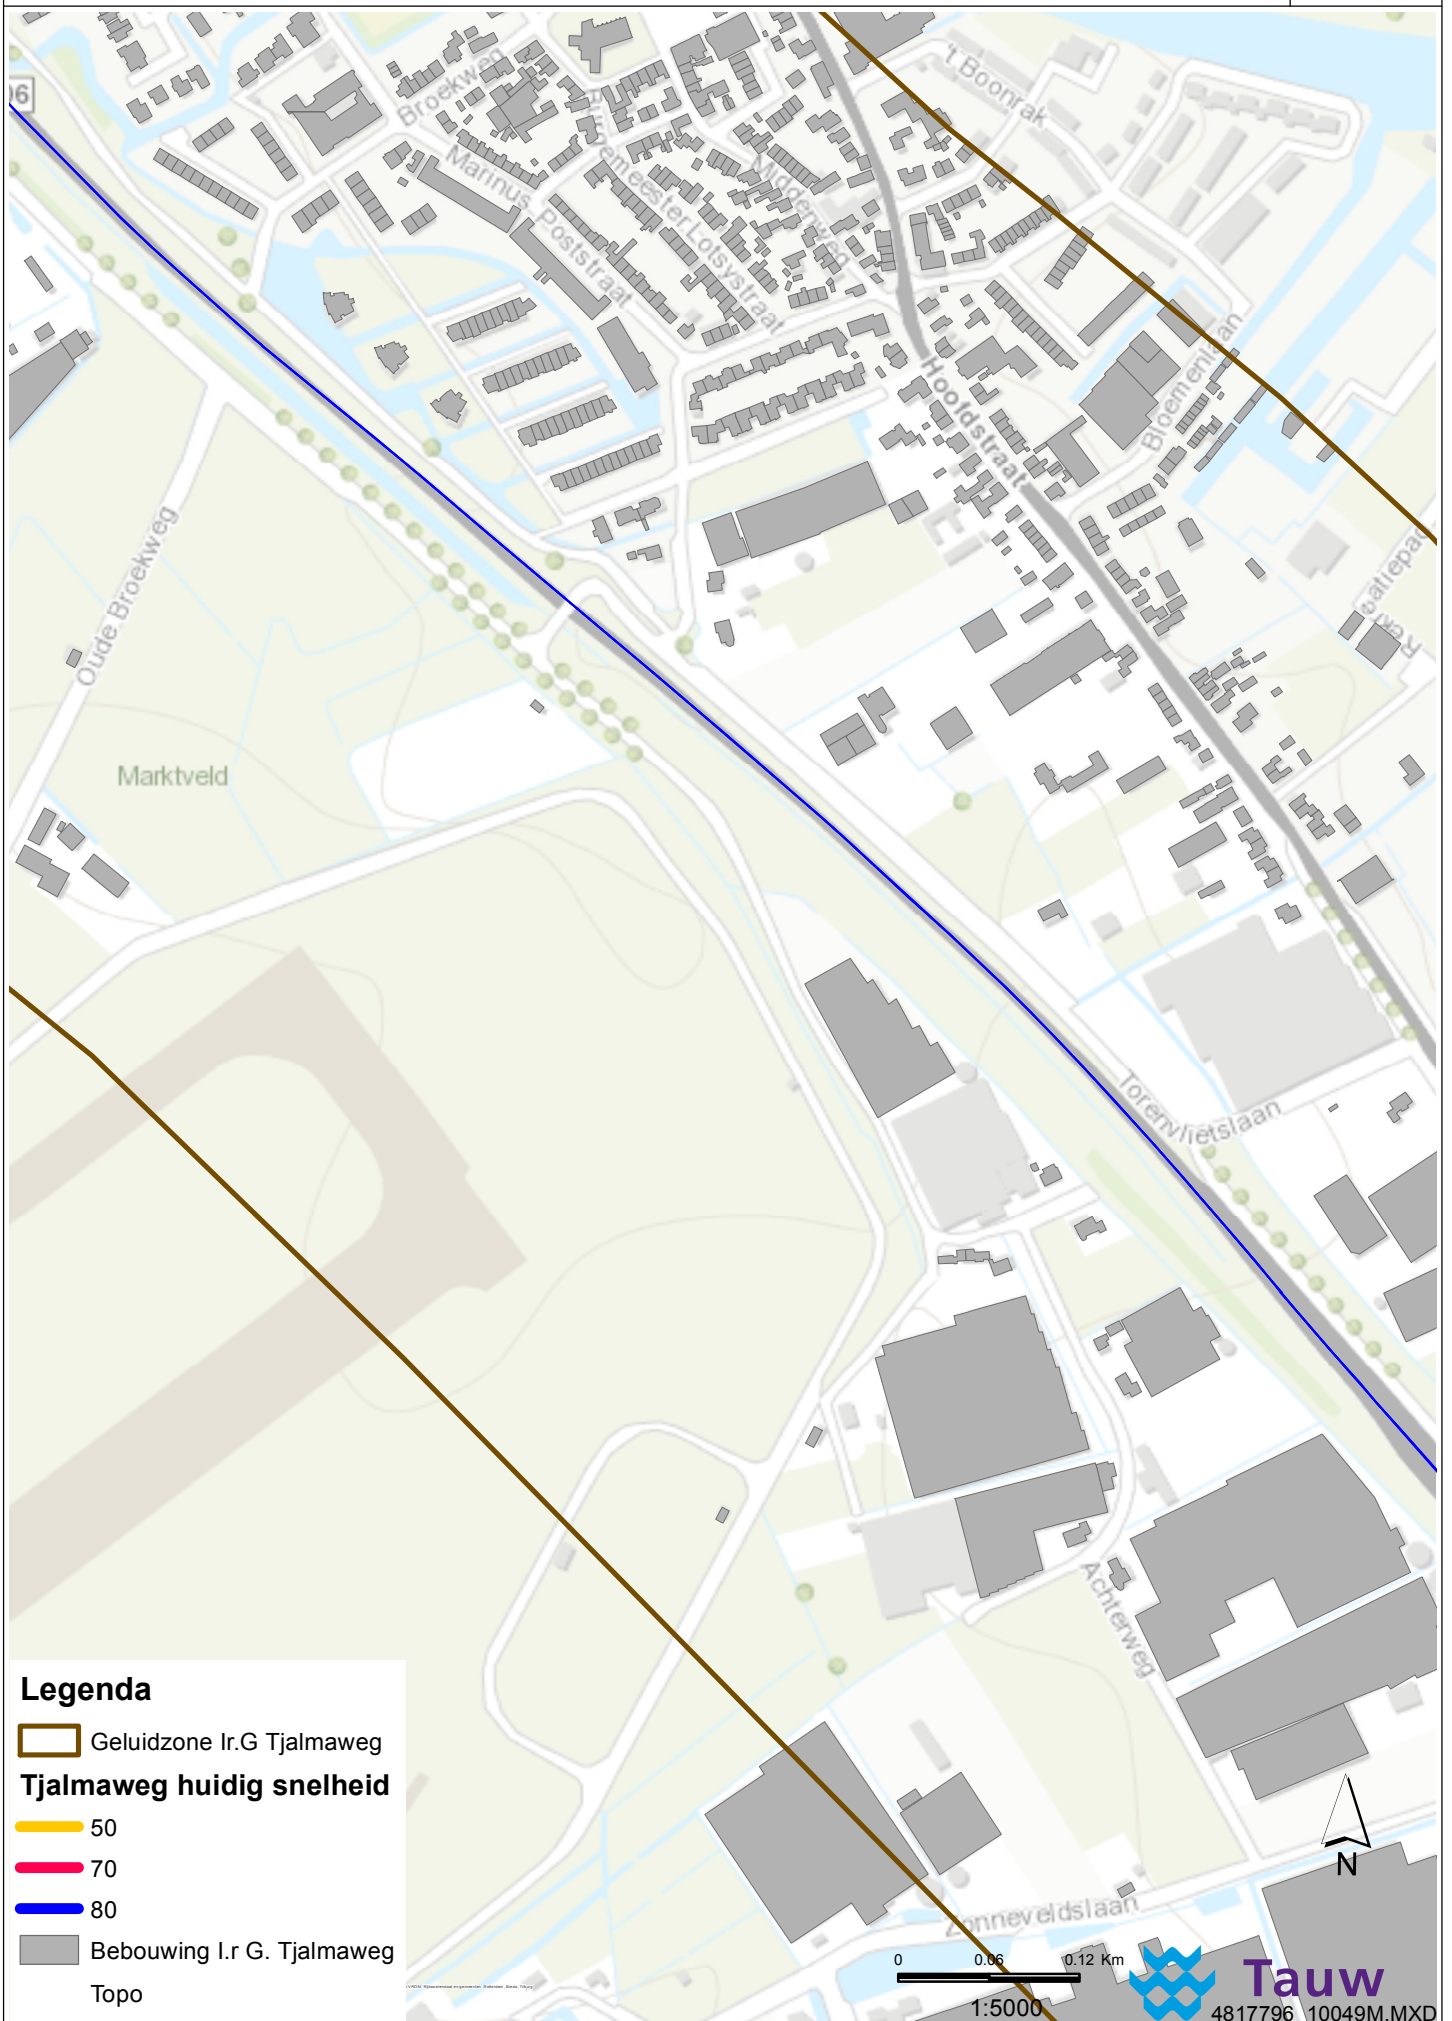 06
Broekweg
't Boonrak
Marinus Poststraat
Burgemeester Lotsystraat
Middenweg
Hoofdstraat
Bloemenlaan
Oude Broekweg
Marktveld
Torenvlietslaan
Achterweg
Zonneveldslaan
Legenda
Geluidzone Ir.G Tjalmaweg
Tjalmaweg huidig snelheid
50
70
80
Bebouwing I.r G. Tjalmaweg
Topo
0 0.06 0.12 Km
1:5000
N
Tauw
4817796_10049M.MXD